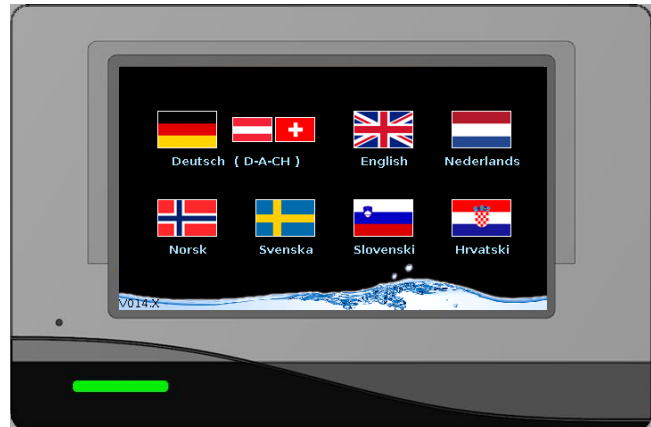 Deutsch ( D-A-CH ) English Nederlands
Norsk Svenska Slovenski Hrvatski
V014.X